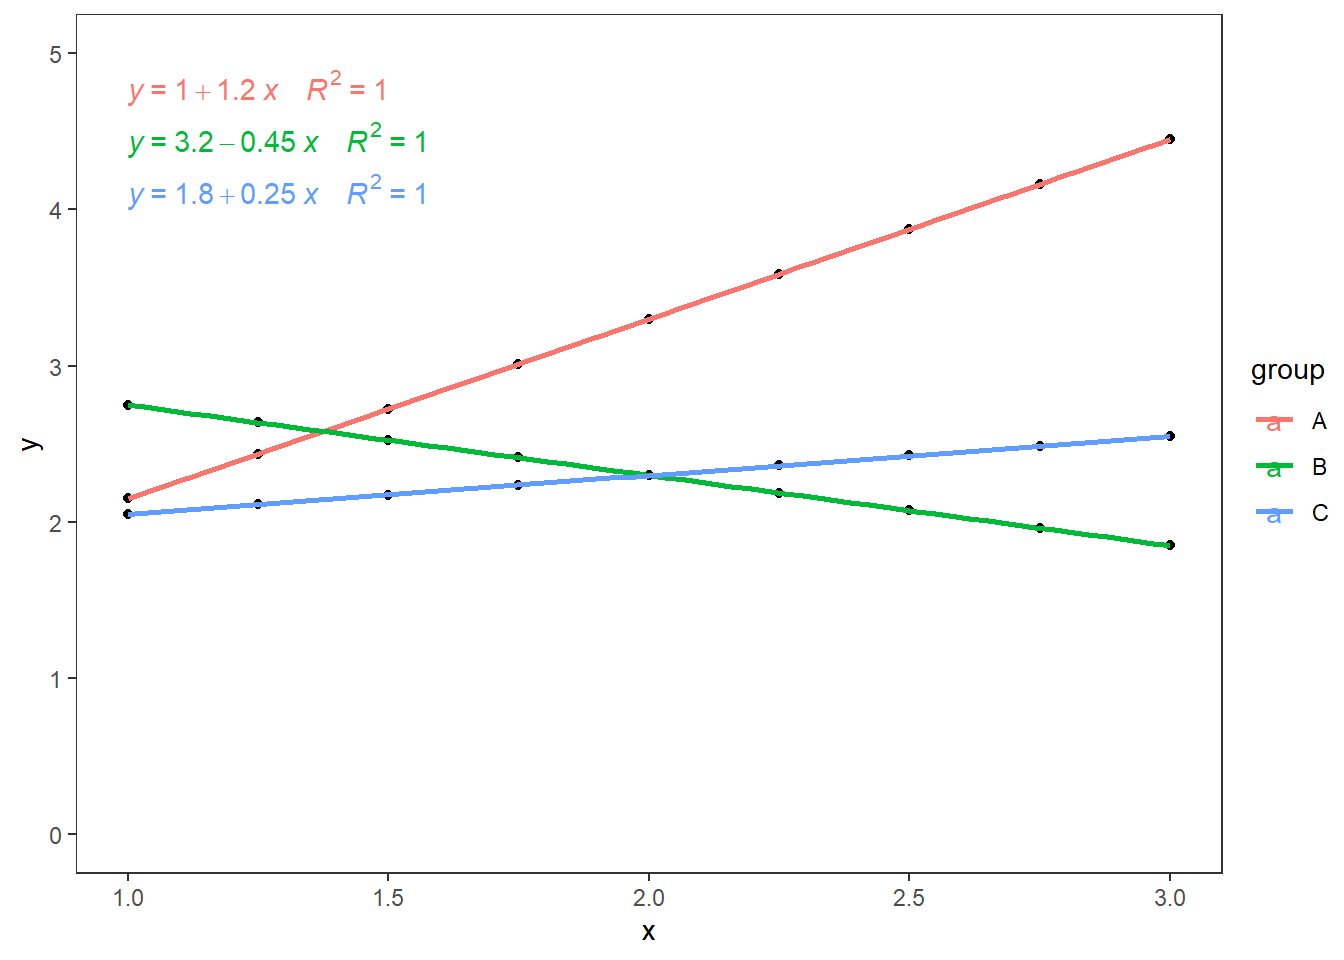 5
y = 1 + 1.2 x R² = 1
y = 3.2 − 0.45 x R² = 1
y = 1.8 + 0.25 x R² = 1
4
3
2
1
0
y
1.0 1.5 2.0 2.5 3.0
x
group
a A
a B
a C